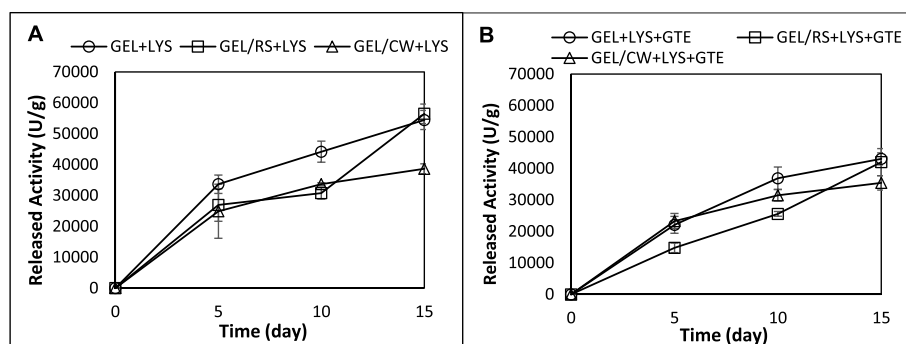 A
GEL+LYS GEL/RS+LYS GEL/CW+LYS
70000
60000
50000
40000
30000
20000
10000
0
0 5 10 15
Released Activity (U/g)
Time (day)
B
GEL+LYS+GTE GEL/RS+LYS+GTE
GEL/CW+LYS+GTE
70000
60000
50000
40000
30000
20000
10000
0
0 5 10 15
Released Activity (U/g)
Time (day)